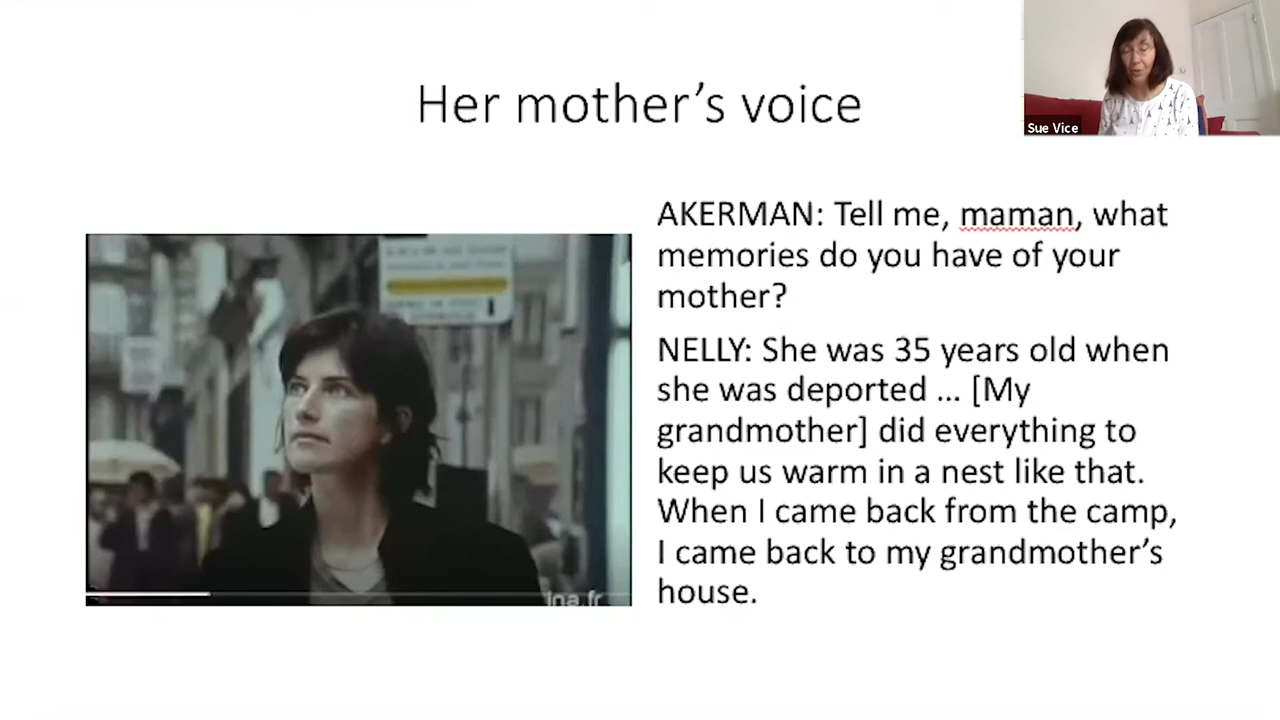 Her mother’s voice
Sue Vice
AKERMAN: Tell me, maman, what
memories do you have of your
mother?
NELLY: She was 35 years old when
she was deported ... [My
grandmother] did everything to
keep us warm in a nest like that.
When I came back from the camp,
I came back to my grandmother’s
house.
ina.fr